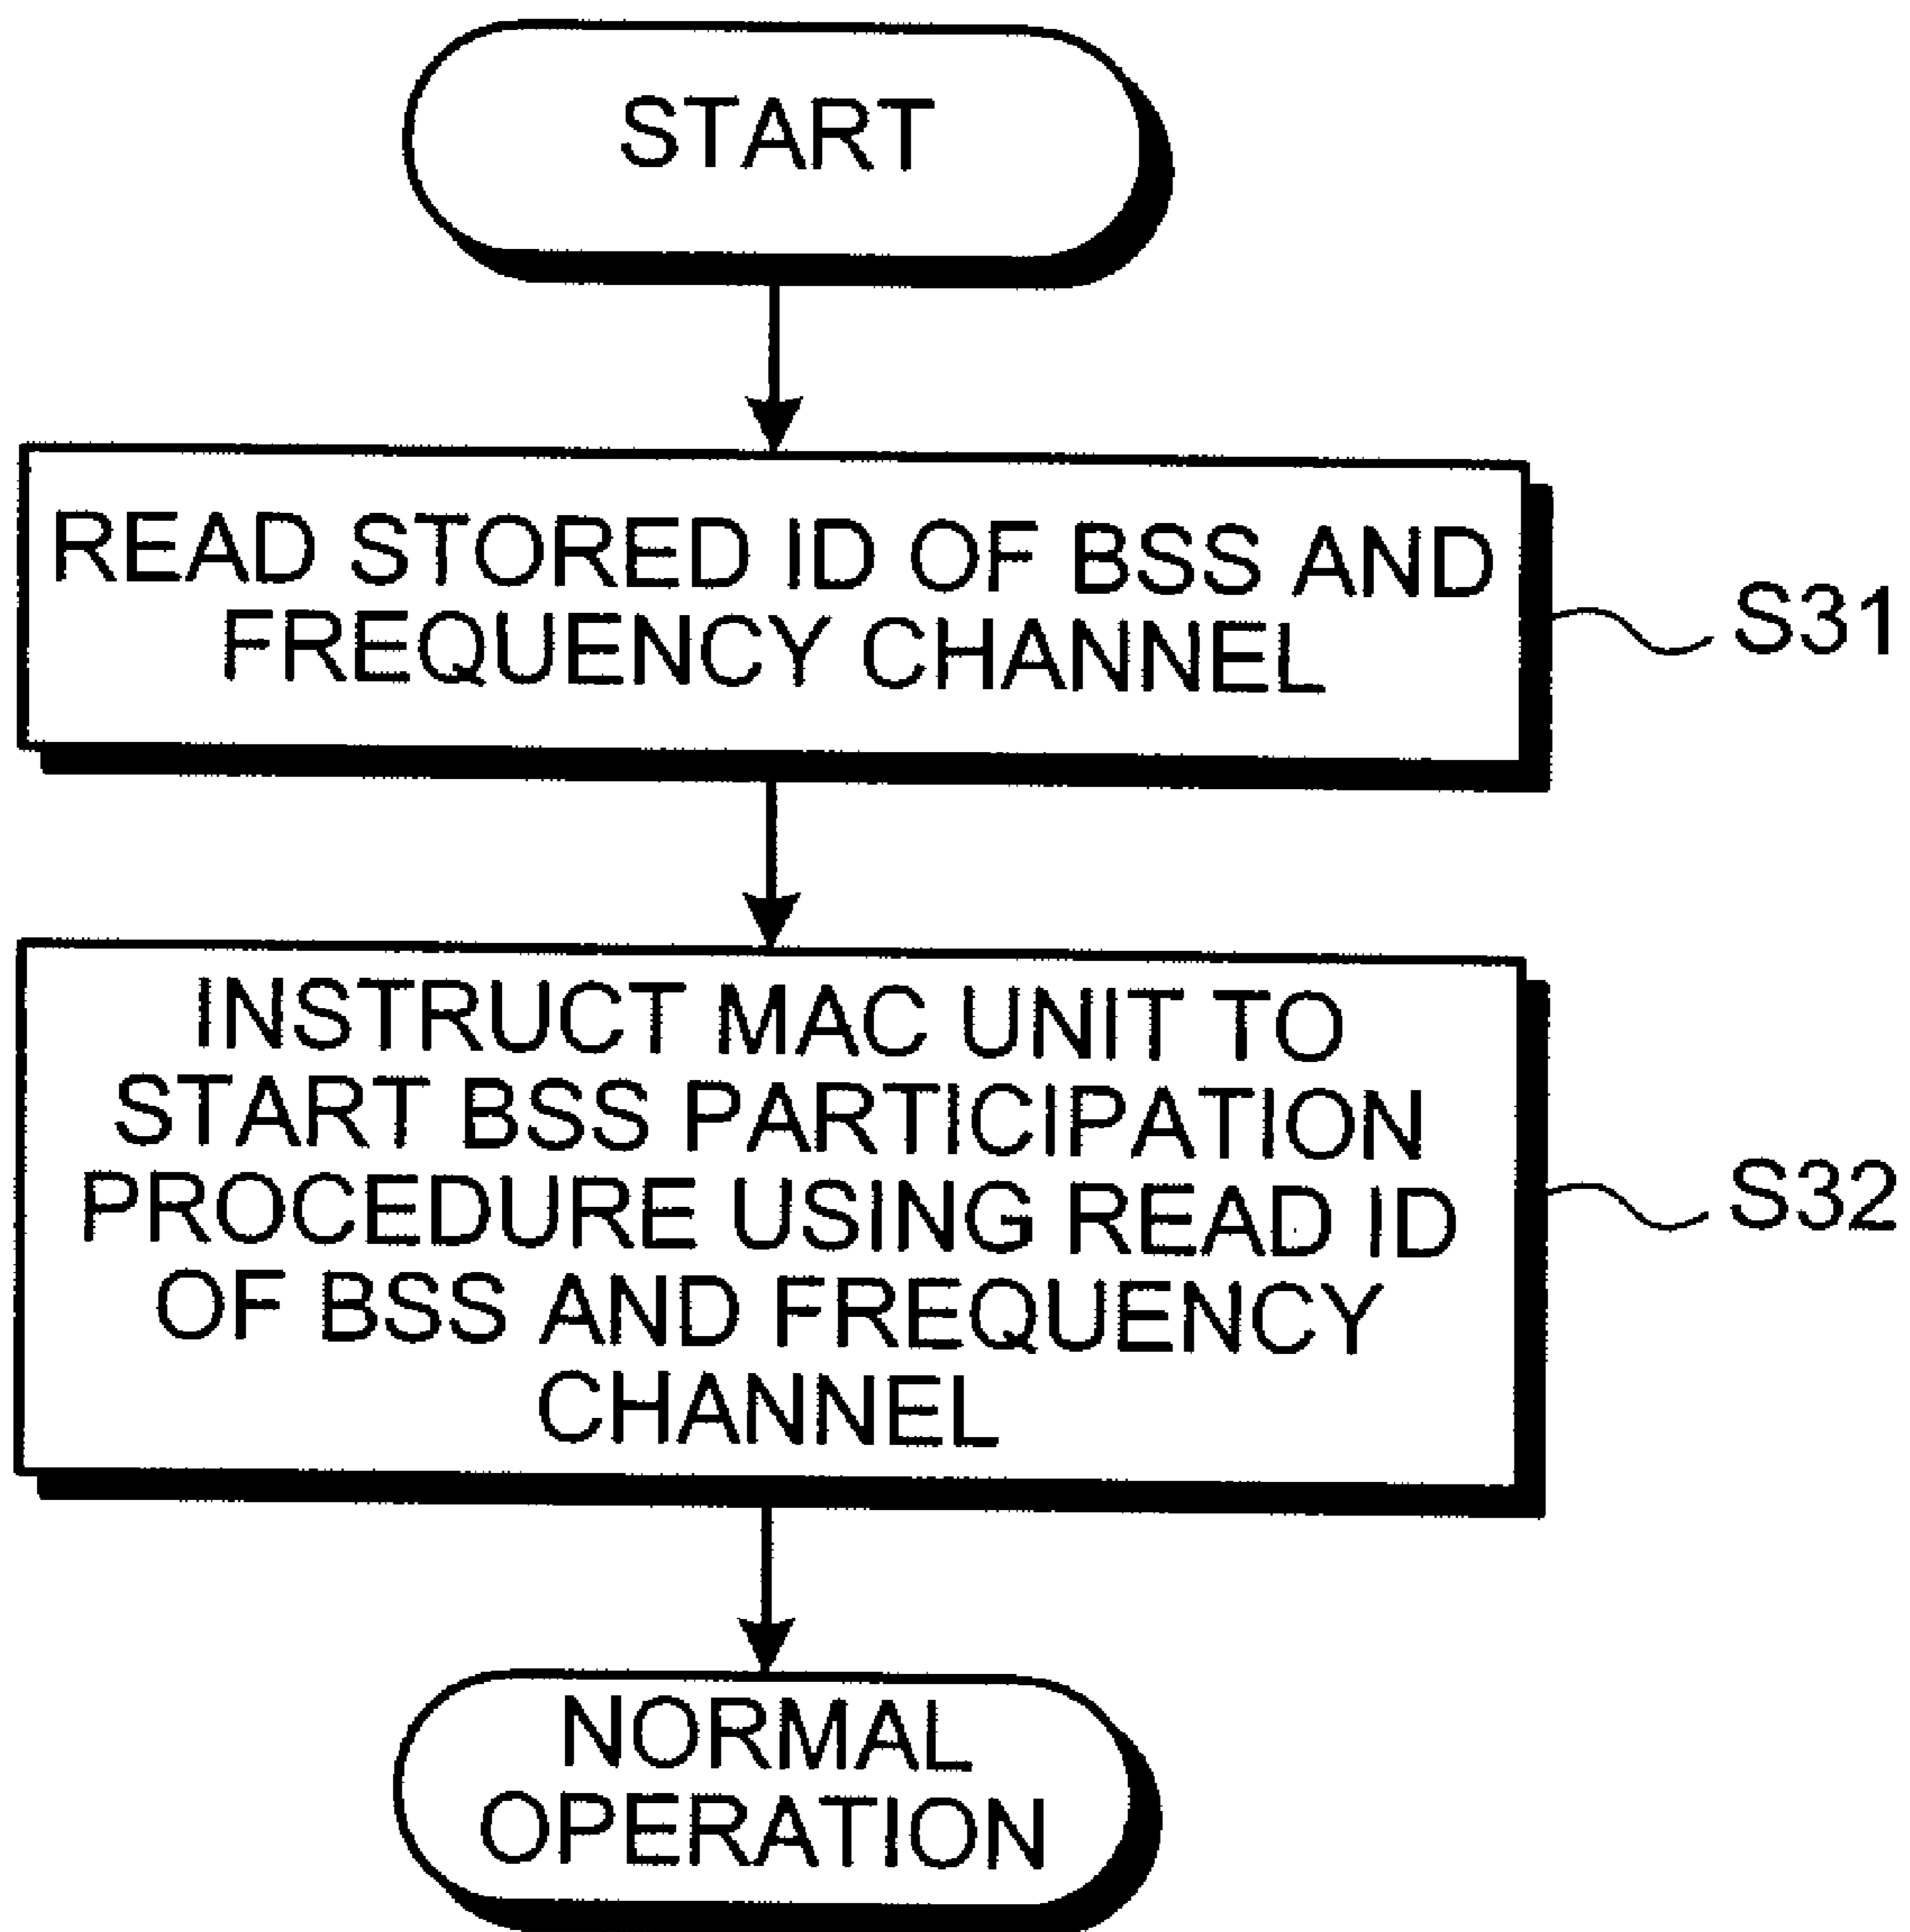 START
READ STORED ID OF BSS AND
FREQUENCY CHANNEL
S31
INSTRUCT MAC UNIT TO
START BSS PARTICIPATION
PROCEDURE USING READ ID
OF BSS AND FREQUENCY
CHANNEL
S32
NORMAL
OPERATION